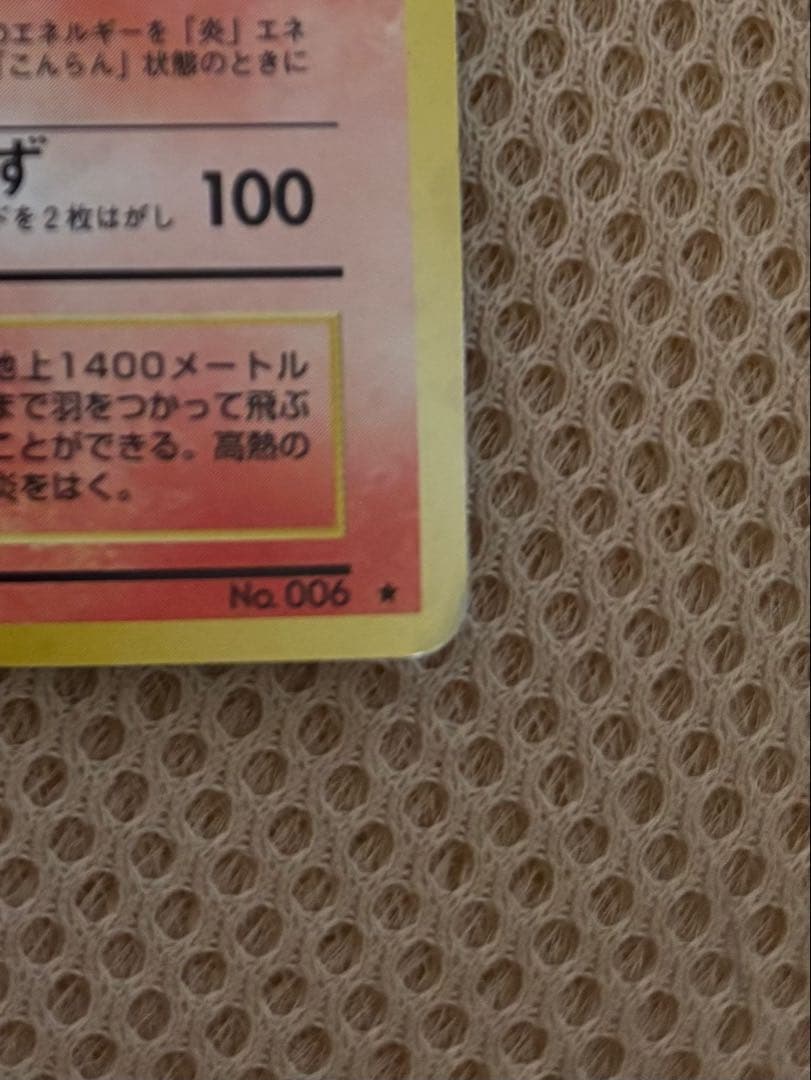 のエネルギーを「炎」エネ
「こんらん」状態のときに
ず
ドを2枚はがし 100
地上1400メートル
まで羽をつかって飛ぶ
ことができる。高熱の
炎をはく。
No.006 ★